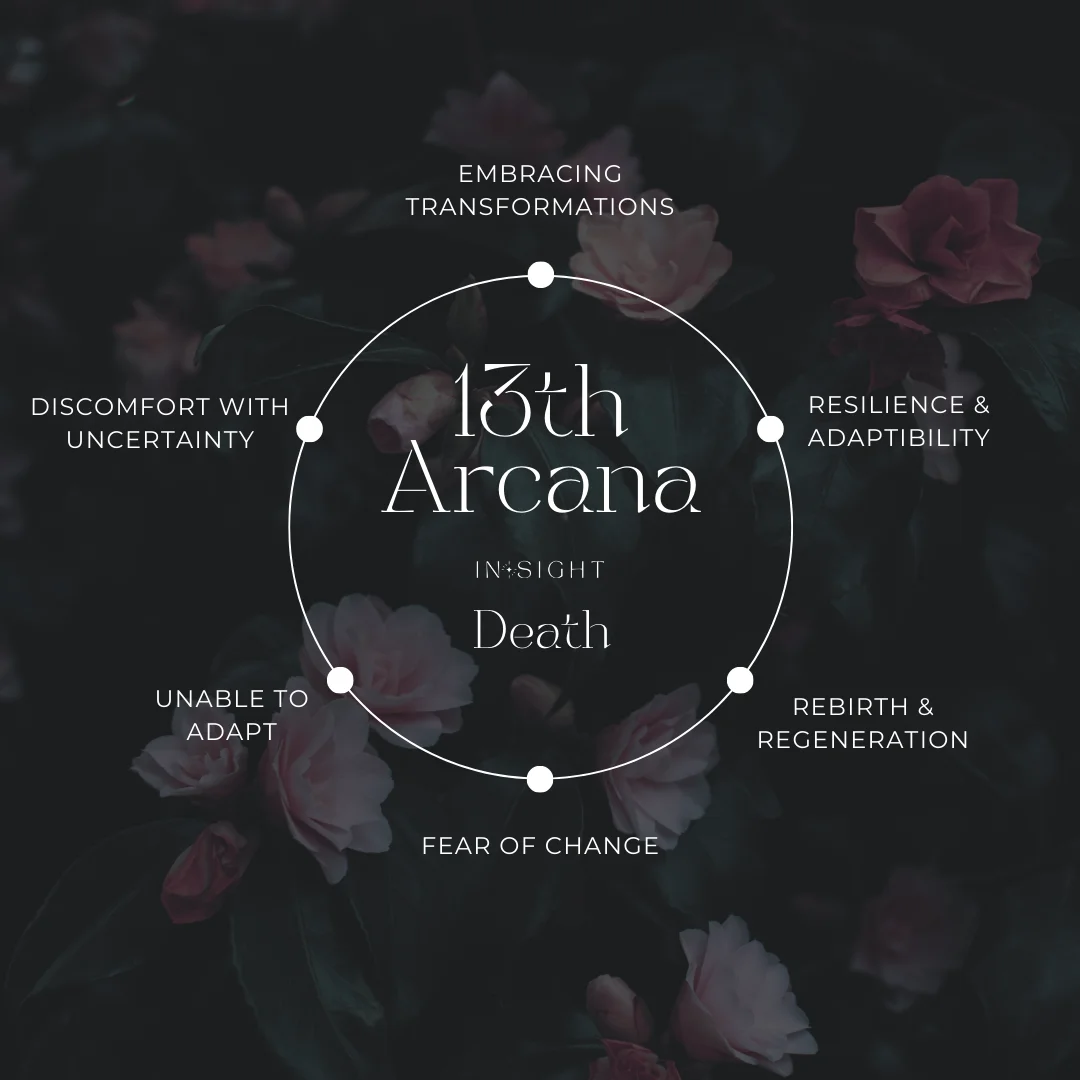 EMBRACING
TRANSFORMATIONS
DISCOMFORT WITH
UNCERTAINTY
RESILIENCE &
ADAPTIBILITY
13th
Arcana
IN SIGHT
Death
UNABLE TO
ADAPT
REBIRTH &
REGENERATION
FEAR OF CHANGE